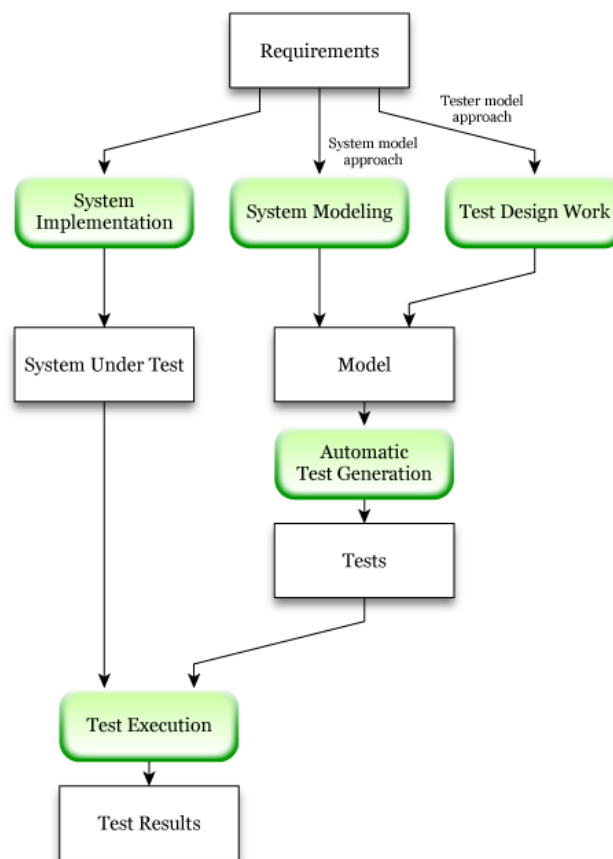 Requirements
Tester model
approach
System model
approach
System
Implementation
System Modeling
Test Design Work
System Under Test
Model
Automatic
Test Generation
Tests
Test Execution
Test Results